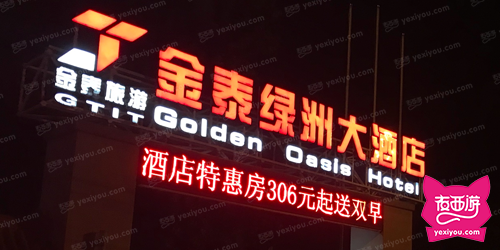 金泰绿洲大酒店
金泰旅游
GTIT
Golden Oasis Hotel
酒店特惠房306元起送双早
去西游
yexiyou.com